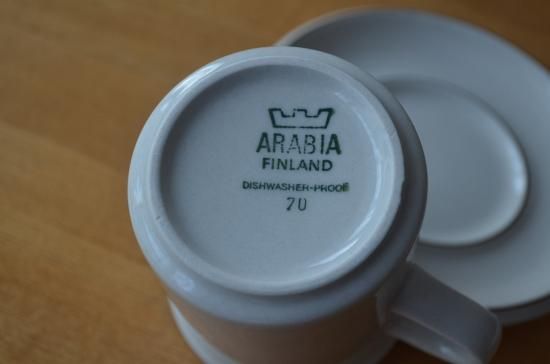 ARABIA
FINLAND
DISHWASHER-PROOF
70